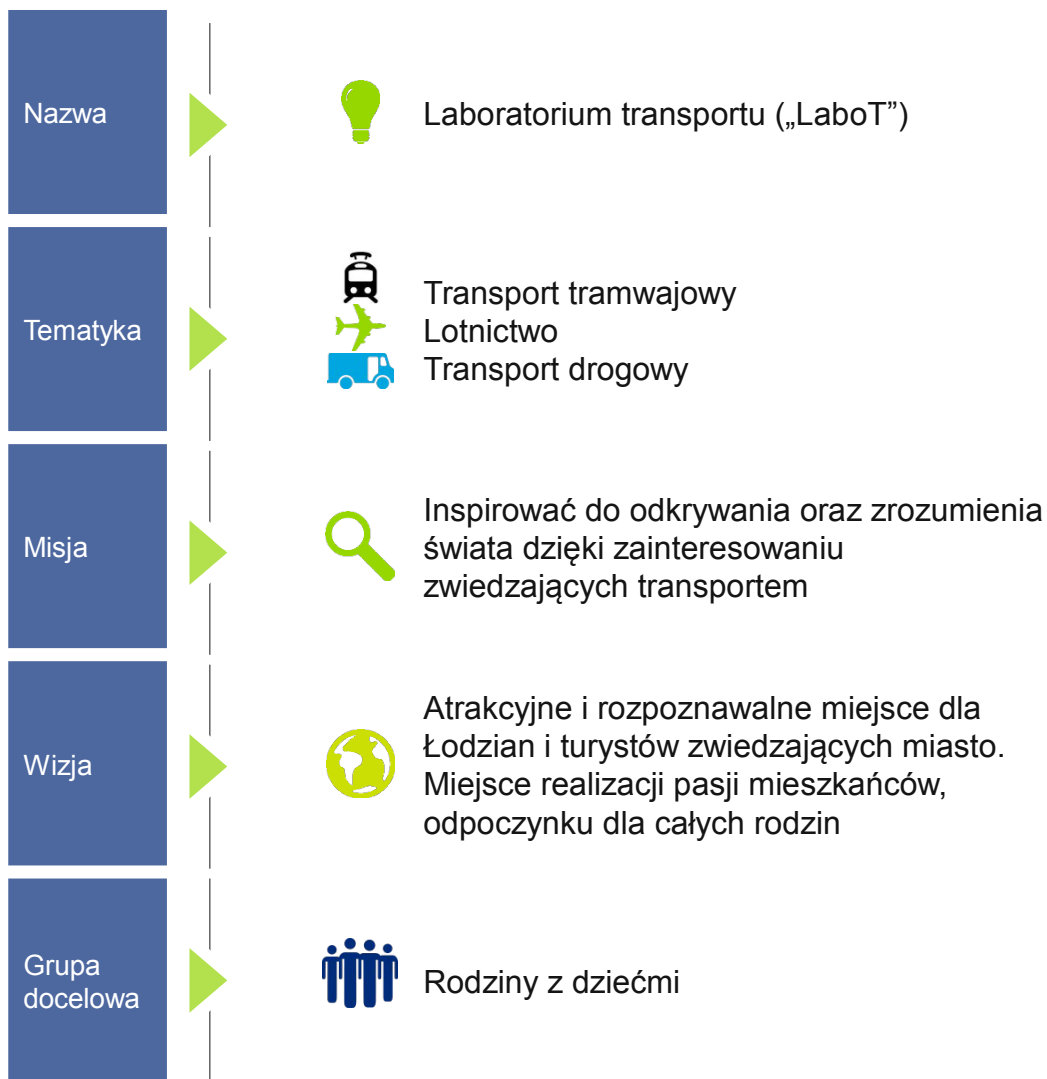 Nazwa
Laboratorium transportu („LaboT”)
Tematyka
Transport tramwajowy
Lotnictwo
Transport drogowy
Misja
Inspirować do odkrywania oraz zrozumienia
świata dzięki zainteresowaniu
zwiedzających transportem
Wizja
Atrakcyjne i rozpoznawalne miejsce dla
Łodzian i turystów zwiedzających miasto.
Miejsce realizacji pasji mieszkańców,
odpoczynku dla całych rodzin
Grupa
docelowa
Rodziny z dziećmi